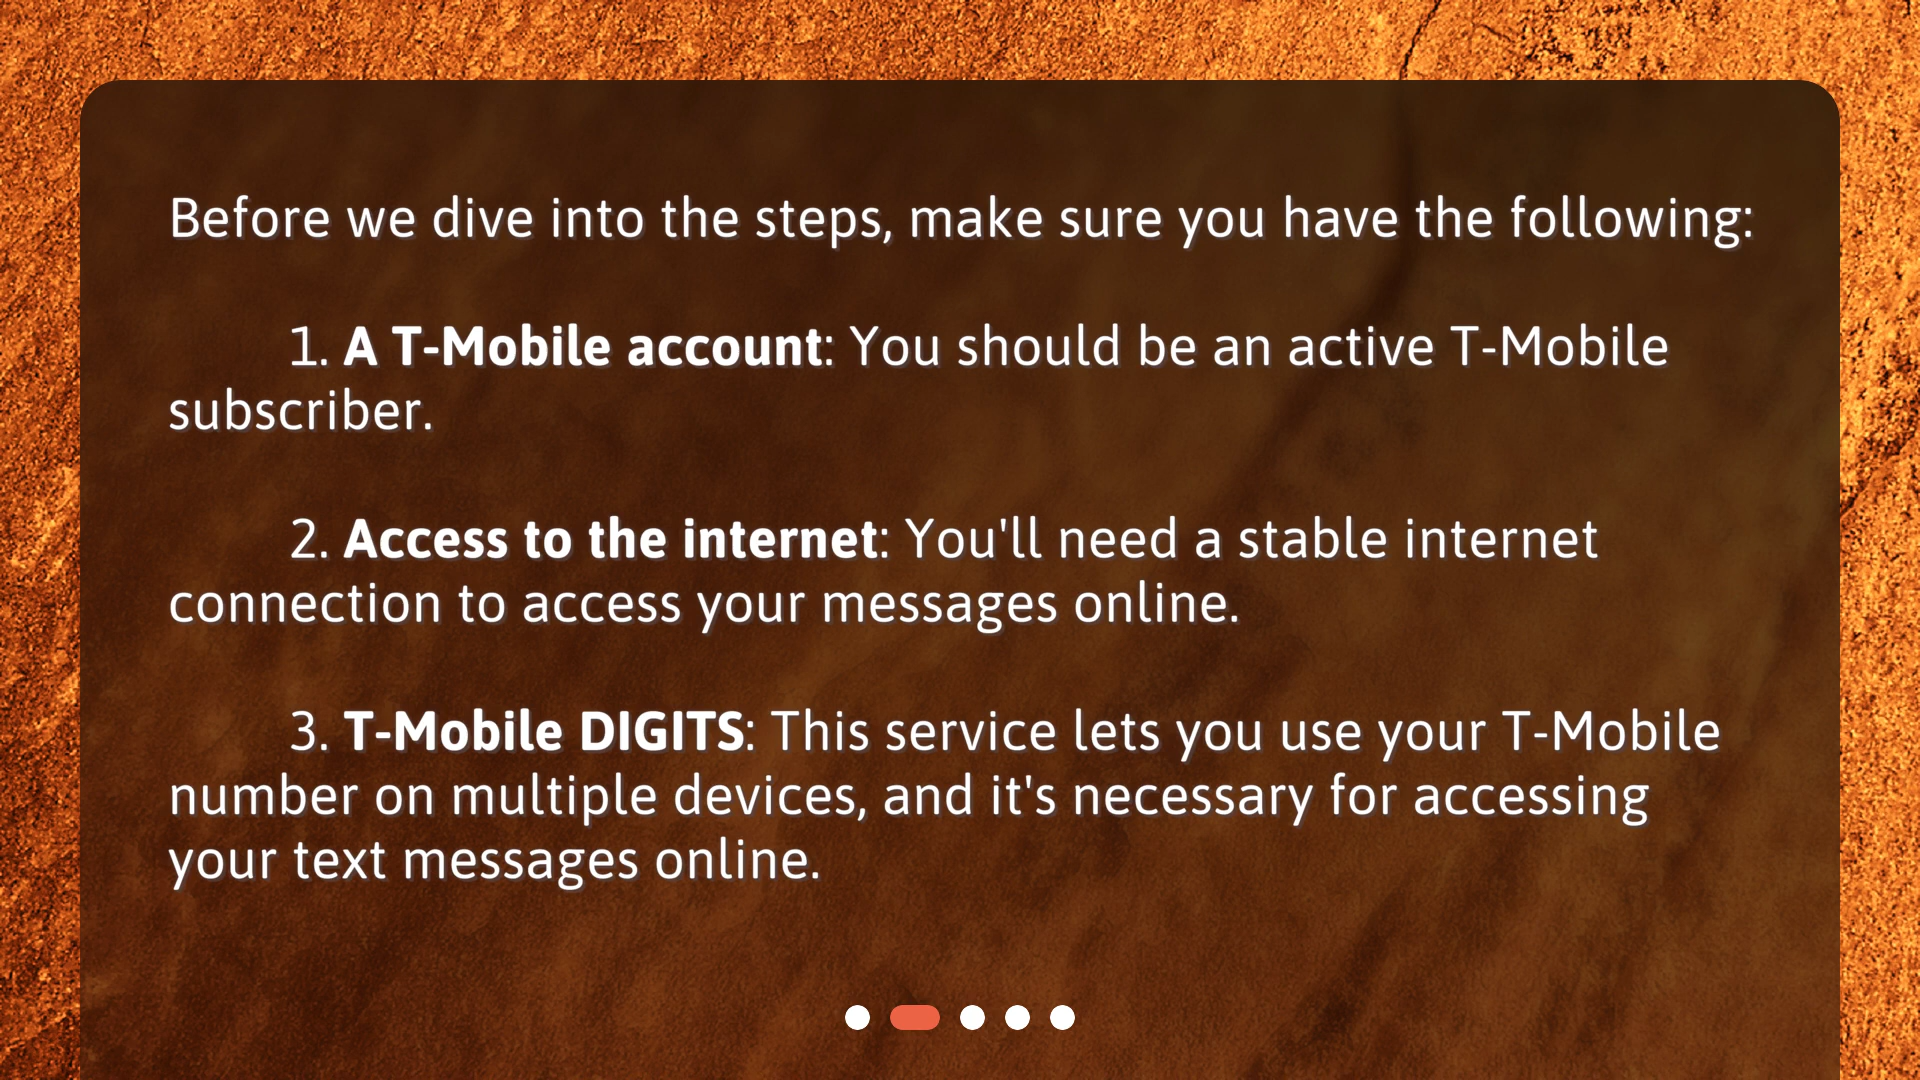 Before we dive into the steps, make sure you have the following:
1. A T-Mobile account: You should be an active T-Mobile
subscriber.
2. Access to the internet: You'll need a stable internet
connection to access your messages online.
3. T-Mobile DIGITS: This service lets you use your T-Mobile
number on multiple devices, and it's necessary for accessing
your text messages online.